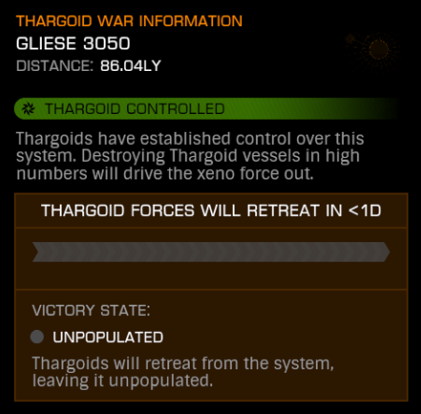 THARGOID WAR INFORMATION
GLIESE 3050
DISTANCE: 86.04LY
THARGOID CONTROLLED
Thargoids have established control over this
system. Destroying Thargoid vessels in high
numbers will drive the xeno force out.
THARGOID FORCES WILL RETREAT IN <1D
VICTORY STATE:
UNPOPULATED
Thargoids will retreat from the system,
leaving it unpopulated.